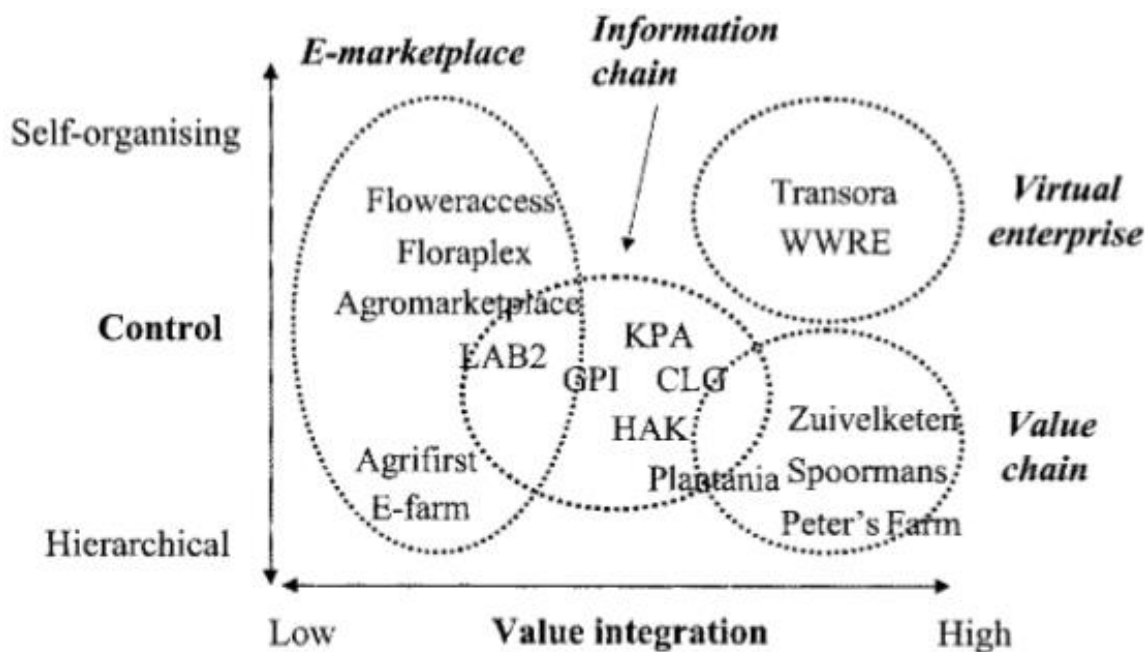 E-marketplace
Information
chain
Self-organising
Floweraccess
Floraplex
Agromarketplace
EAB2
Agrifirst
E-farm
KPA
GPI CLG
HAK
Plantania
Transora
WWRE
Virtual
enterprise
Zuivelketen
Spoormans
Peter's Farm
Value
chain
Control
Hierarchical
Low
Value integration
High